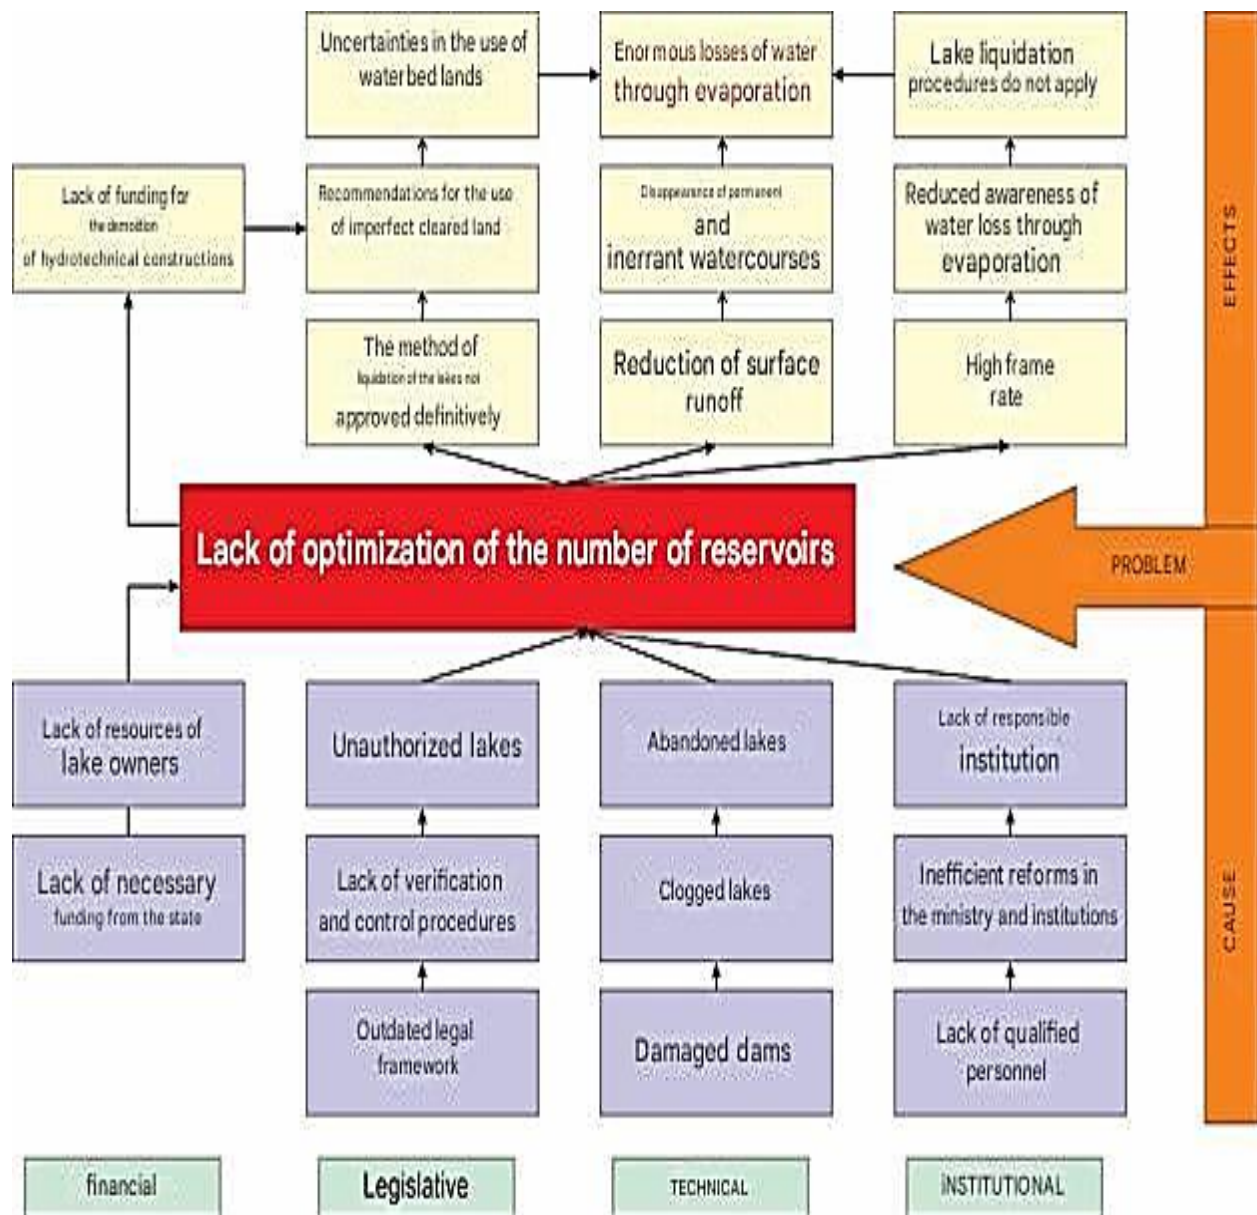 Uncertainties in the use of
water bed lands
Enormous losses of water
through evaporation
Lake liquidation
procedures do not apply
Lack of funding for
the demoition
of hydrotechnical constructions
Recommendations for the use
of imperfect cleared land
Disappearance of permanent
and
inerrant watercourses
Reduced awareness of
water loss through
evaporation
The method of
liquidation of the lakes not
approved definitively
Reduction of surface
runoff
High frame
rate
EFFECTS
Lack of optimization of the number of reservoirs
PROBLEM
Lack of resources of
lake owners
Unauthorized lakes
Abandoned lakes
Lack of responsible
institution
Lack of necessary
funding from the state
Lack of verification
and control procedures
Clogged lakes
Inefficient reforms in
the ministry and institutions
CAUSE
Outdated legal
framework
Damaged dams
Lack of qualified
personnel
financial
Legislative
TECHNICAL
iNSTITUTIONAL